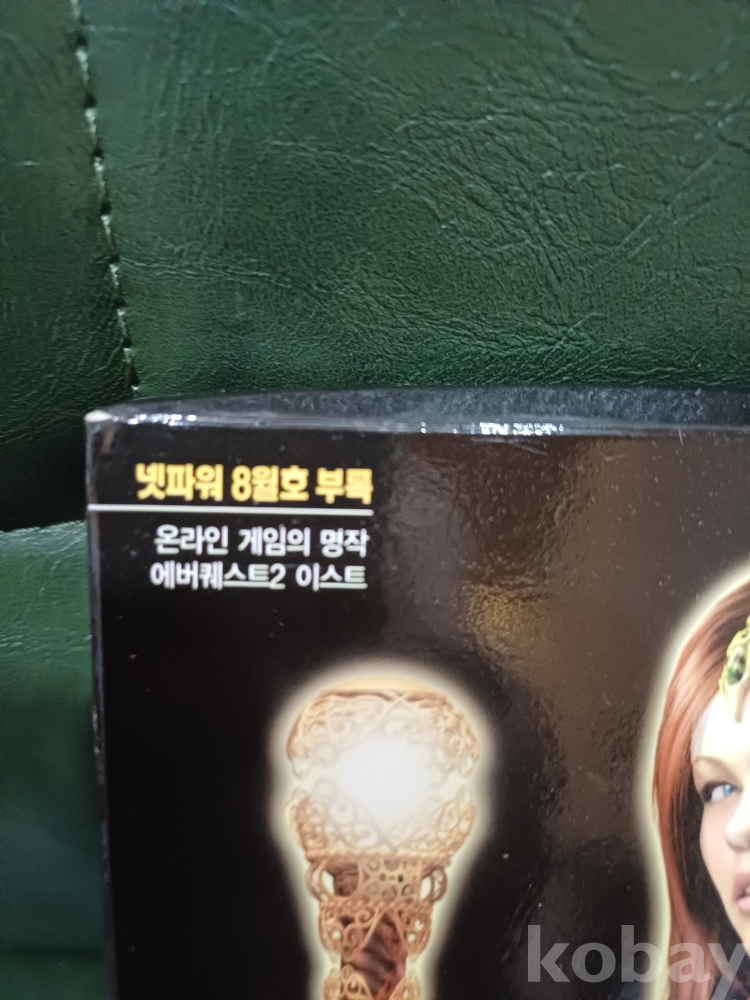 넷파워 8월호 부록
온라인 게임의 명작
에버퀘스트2 이스트
kobay